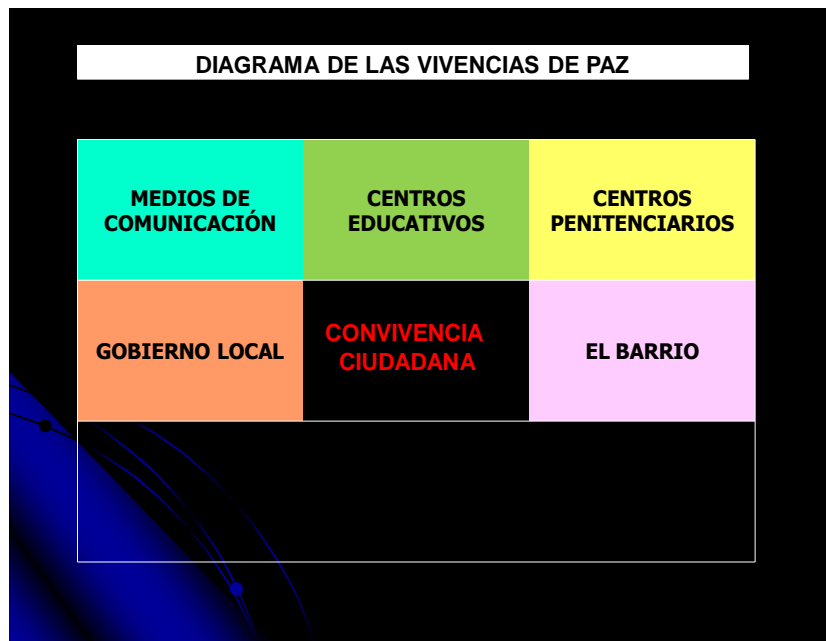 DIAGRAMA DE LAS VIVENCIAS DE PAZ
MEDIOS DE
COMUNICACIÓN
CENTROS
EDUCATIVOS
CENTROS
PENITENCIARIOS
GOBIERNO LOCAL
CONVIVENCIA
CIUDADANA
EL BARRIO